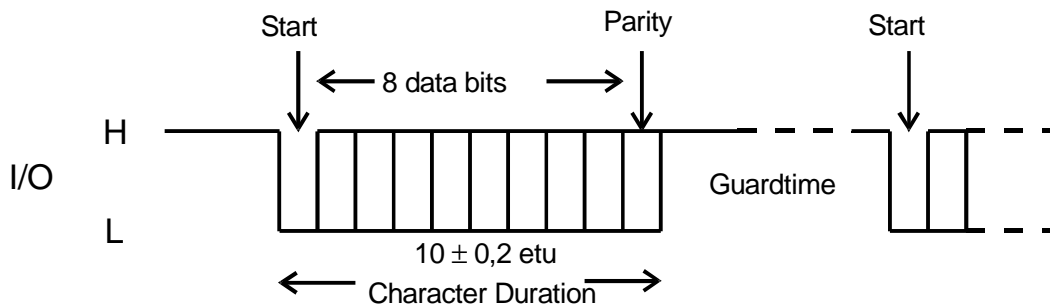 Start
Parity
Start
8 data bits
H
I/O
Guardtime
L
10 ± 0,2 etu
Character Duration